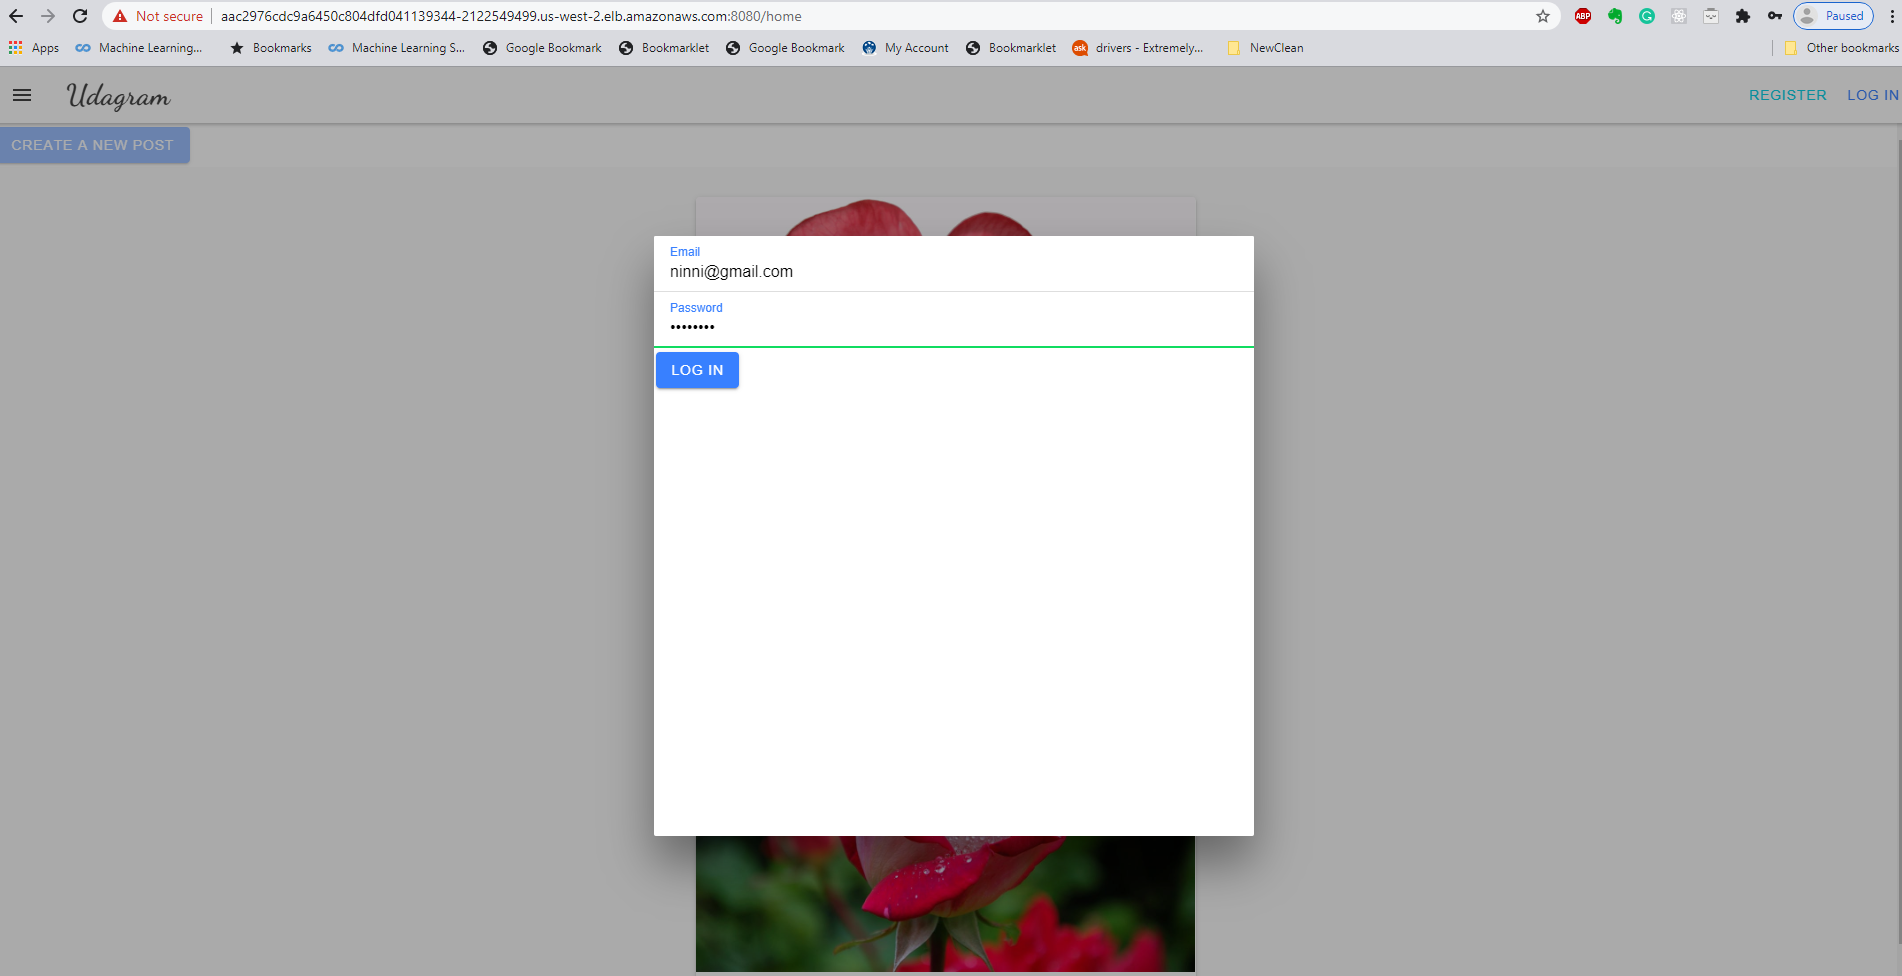 Not secure | aac2976cdc9a6450c804dfd041139344-2122549499.us-west-2.elb.amazonaws.com:8080/home ABP Paused
Apps Machine Learning... Bookmarks Machine Learning S... Google Bookmark Bookmarklet Google Bookmark My Account Bookmarklet ask drivers - Extremely... NewClean Other bookmarks
Udagram REGISTER LOG IN
CREATE A NEW POST
Email
ninni@gmail.com
Password
••••••••
LOG IN